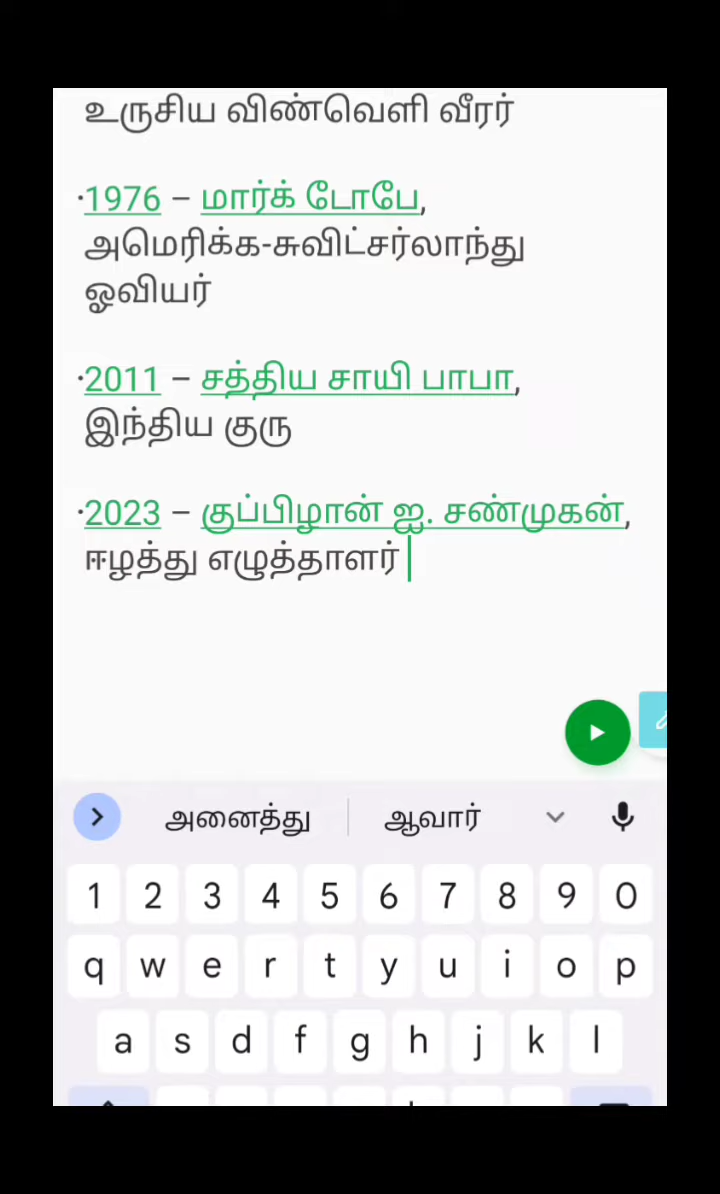 உருசிய விண்வெளி வீரர்
·1976 – மார்க் டோபே,
அமெரிக்க-சுவிட்சர்லாந்து
ஓவியர்
·2011 – சத்திய சாயி பாபா,
இந்திய குரு
·2023 – குப்பிழான் ஐ. சண்முகன்,
ஈழத்து எழுத்தாளர்
அனைத்து ஆவார்
1 2 3 4 5 6 7 8 9 0
q w e r t y u i o p
a s d f g h j k l